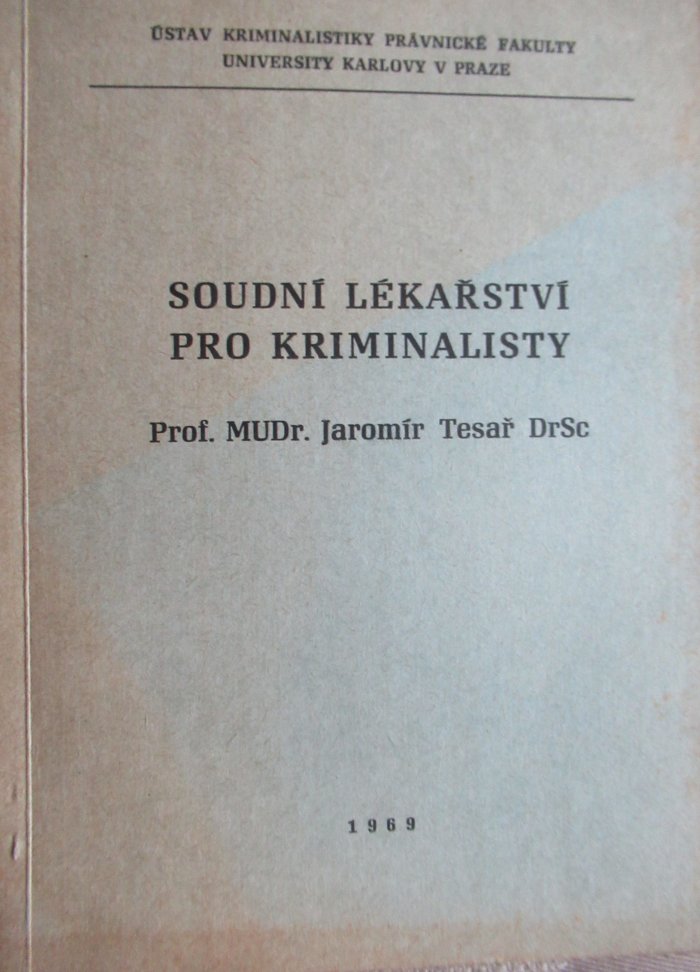 ÚSTAV KRIMINALISTIKY PRÁVNICKÉ FAKULTY
UNIVERSITY KARLOVY V PRAZE
SOUDNÍ LÉKAŘSTVÍ
PRO KRIMINALISTY
Prof. MUDr. Jaromír Tesař DrSc
1969